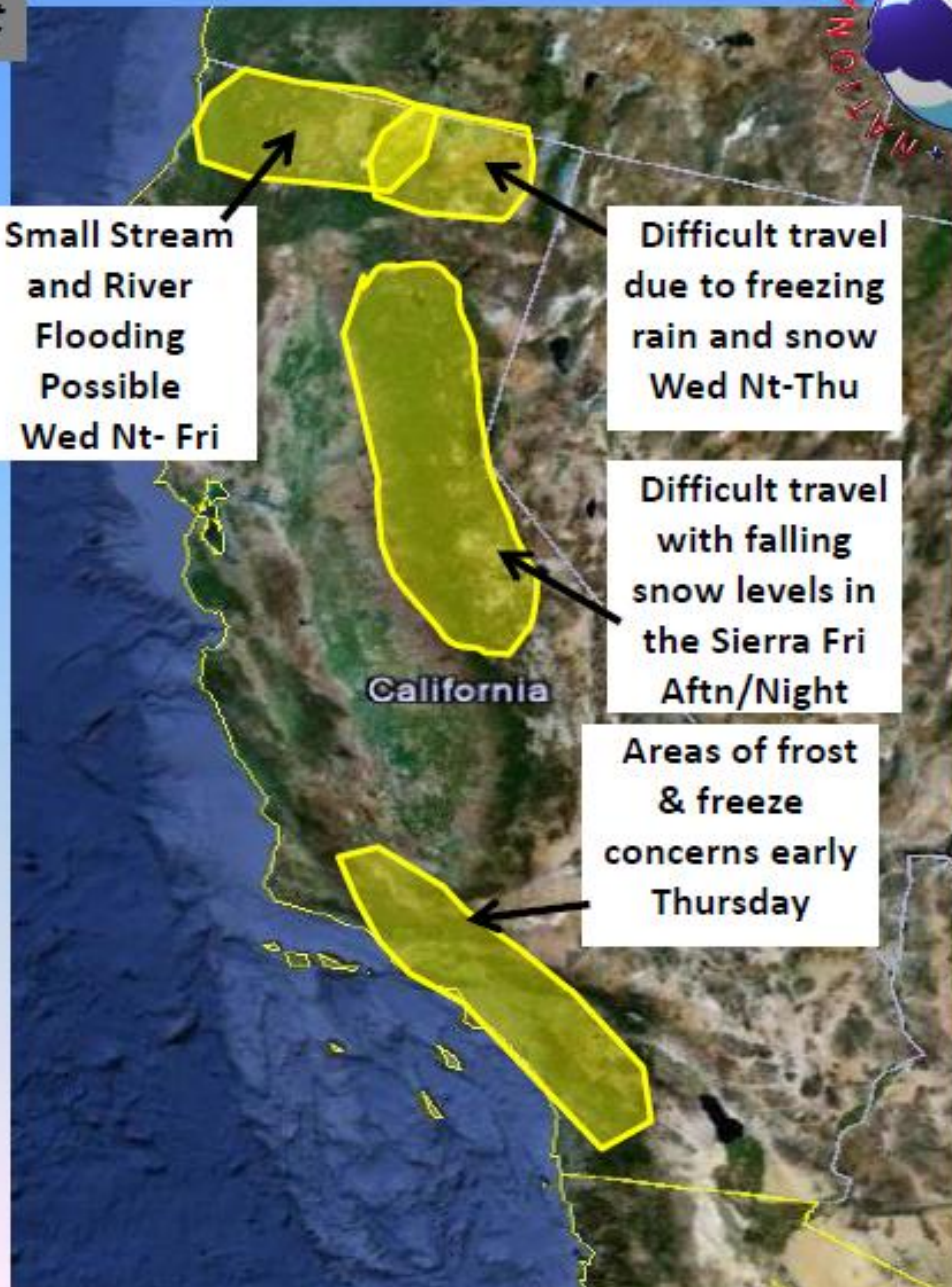 Small Stream
and River
Flooding
Possible
Wed Nt- Fri
Difficult travel
due to freezing
rain and snow
Wed Nt-Thu
Difficult travel
with falling
snow levels in
the Sierra Fri
Aftn/Night
California
Areas of frost
& freeze
concerns early
Thursday